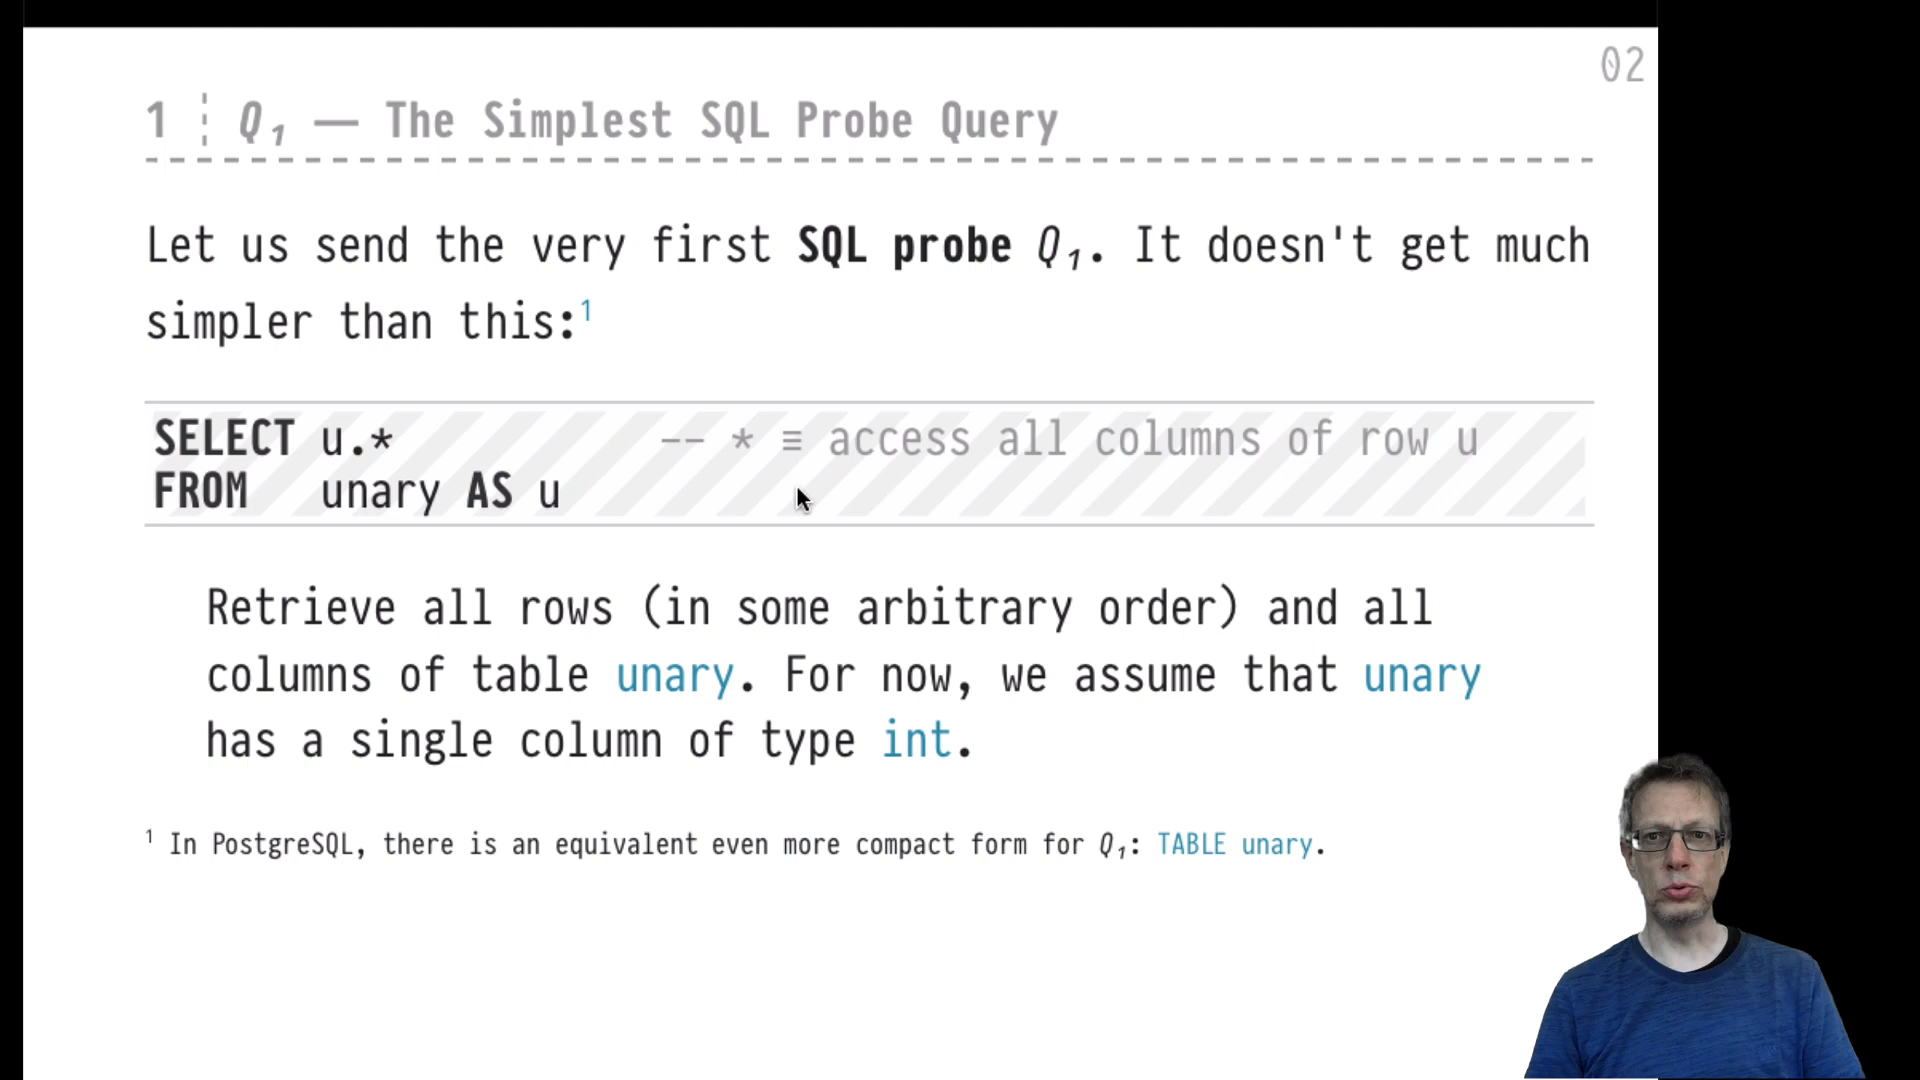 02
1 Q₁ — The Simplest SQL Probe Query
Let us send the very first SQL probe Q₁. It doesn't get much
simpler than this:¹
SELECT u.* -- * ≡ access all columns of row u
FROM unary AS u
Retrieve all rows (in some arbitrary order) and all
columns of table unary. For now, we assume that unary
has a single column of type int.
¹ In PostgreSQL, there is an equivalent even more compact form for Q₁: TABLE unary.